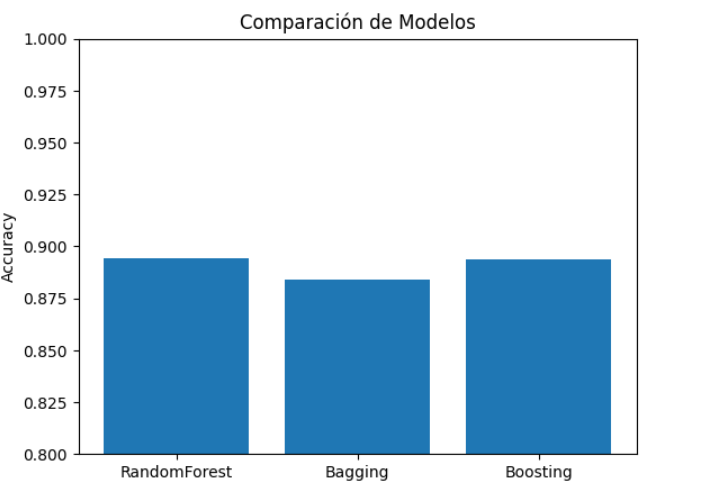 Comparación de Modelos
Accuracy
1.000
0.975
0.950
0.925
0.900
0.875
0.850
0.825
0.800
RandomForest
Bagging
Boosting